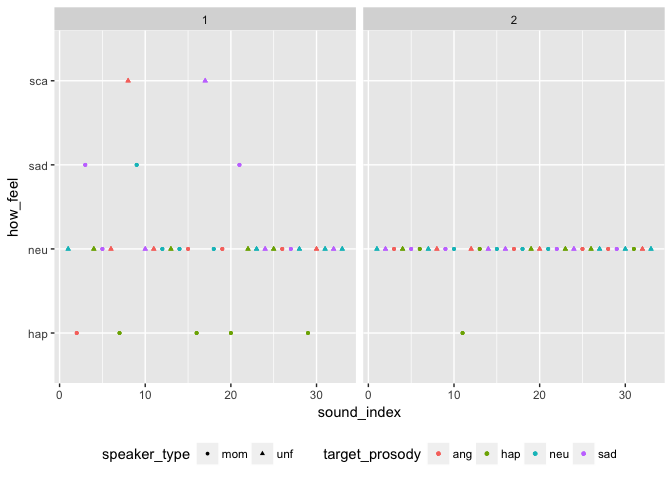 1 2
sca
sad
neu
hap
how_feel
0 10 20 30 0 10 20 30
sound_index
speaker_type mom unf target_prosody ang hap neu sad